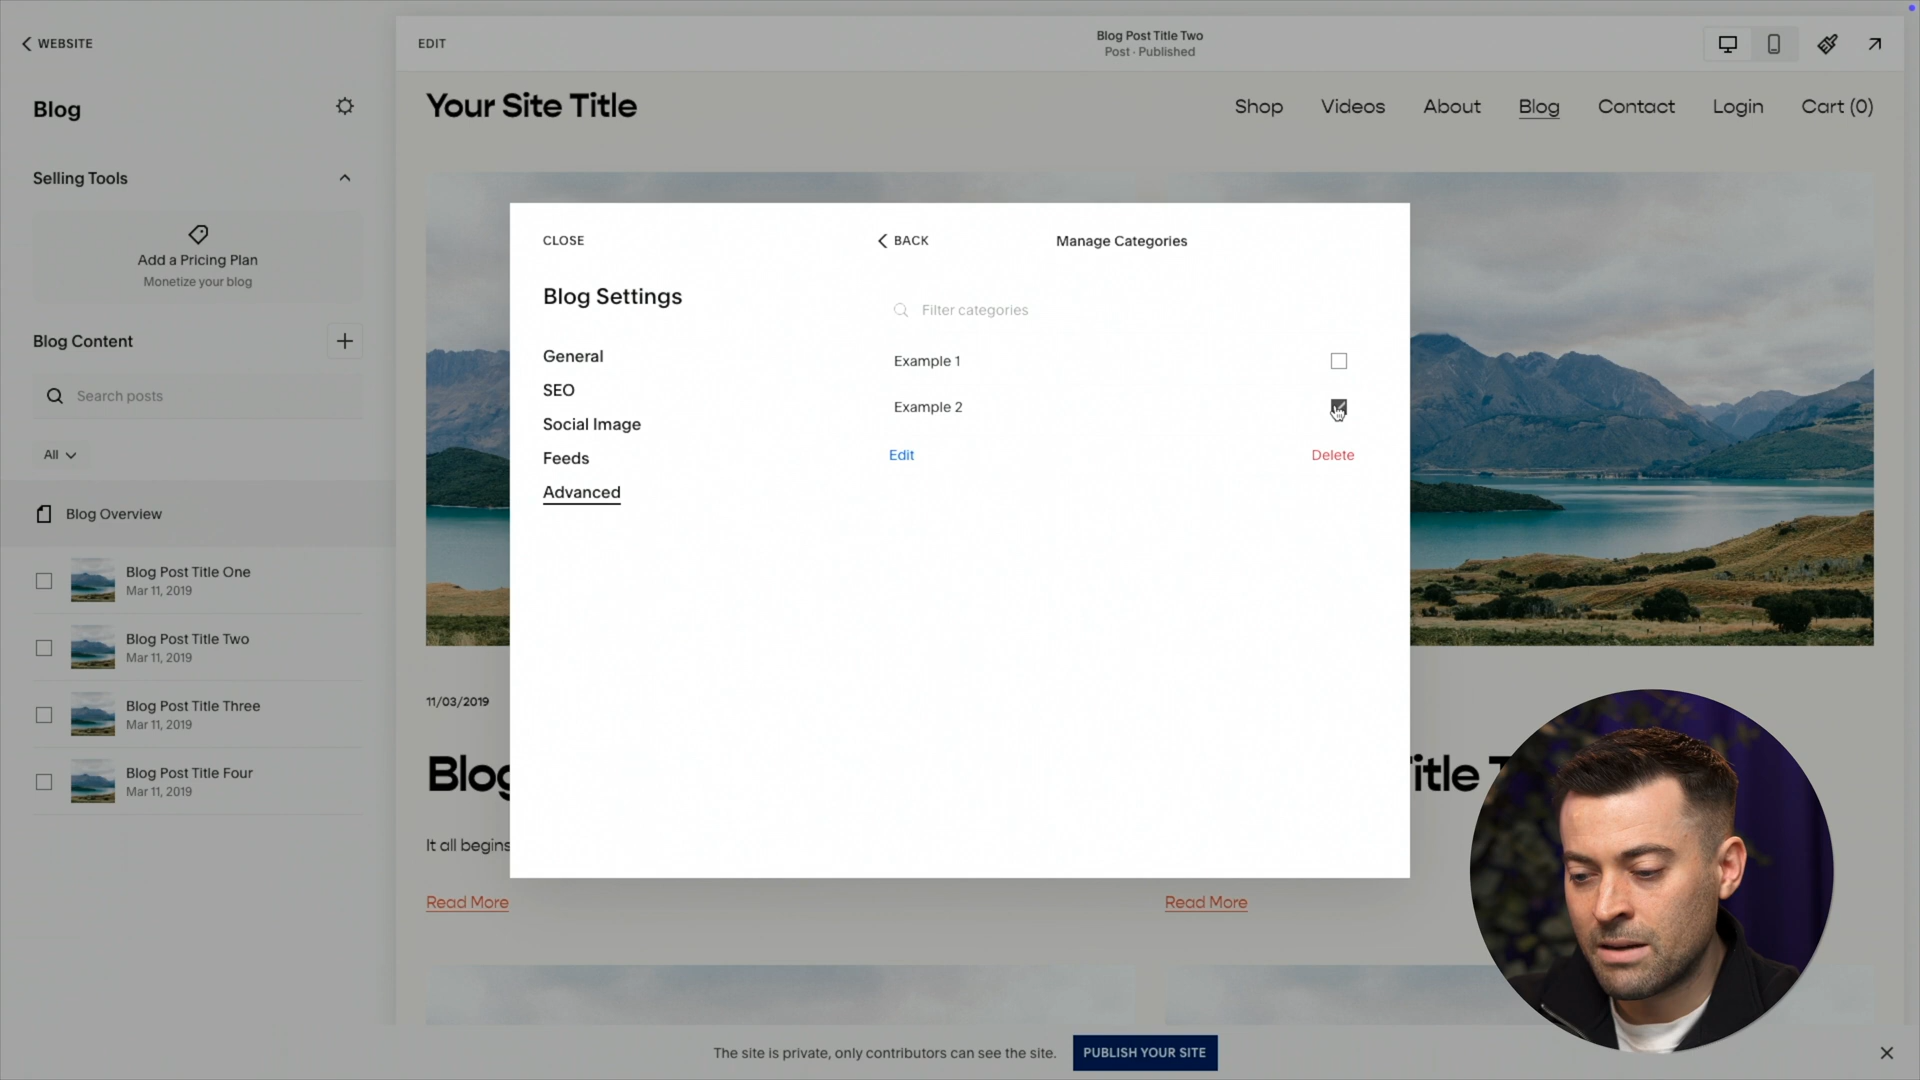 WEBSITE
EDIT
Blog Post Title Two
Post · Published
Blog
Your Site Title
Shop
Videos
About
Blog
Contact
Login
Cart (0)
Selling Tools
Add a Pricing Plan
Monetize your blog
Blog Content
Search posts
All
Blog Overview
Blog Post Title One
Mar 11, 2019
Blog Post Title Two
Mar 11, 2019
Blog Post Title Three
Mar 11, 2019
Blog Post Title Four
Mar 11, 2019
CLOSE
BACK
Manage Categories
Blog Settings
General
SEO
Social Image
Feeds
Advanced
Filter categories
Example 1
Example 2
Edit
Delete
11/03/2019
Blog
itle T
It all begins
Read More
Read More
The site is private, only contributors can see the site.
PUBLISH YOUR SITE